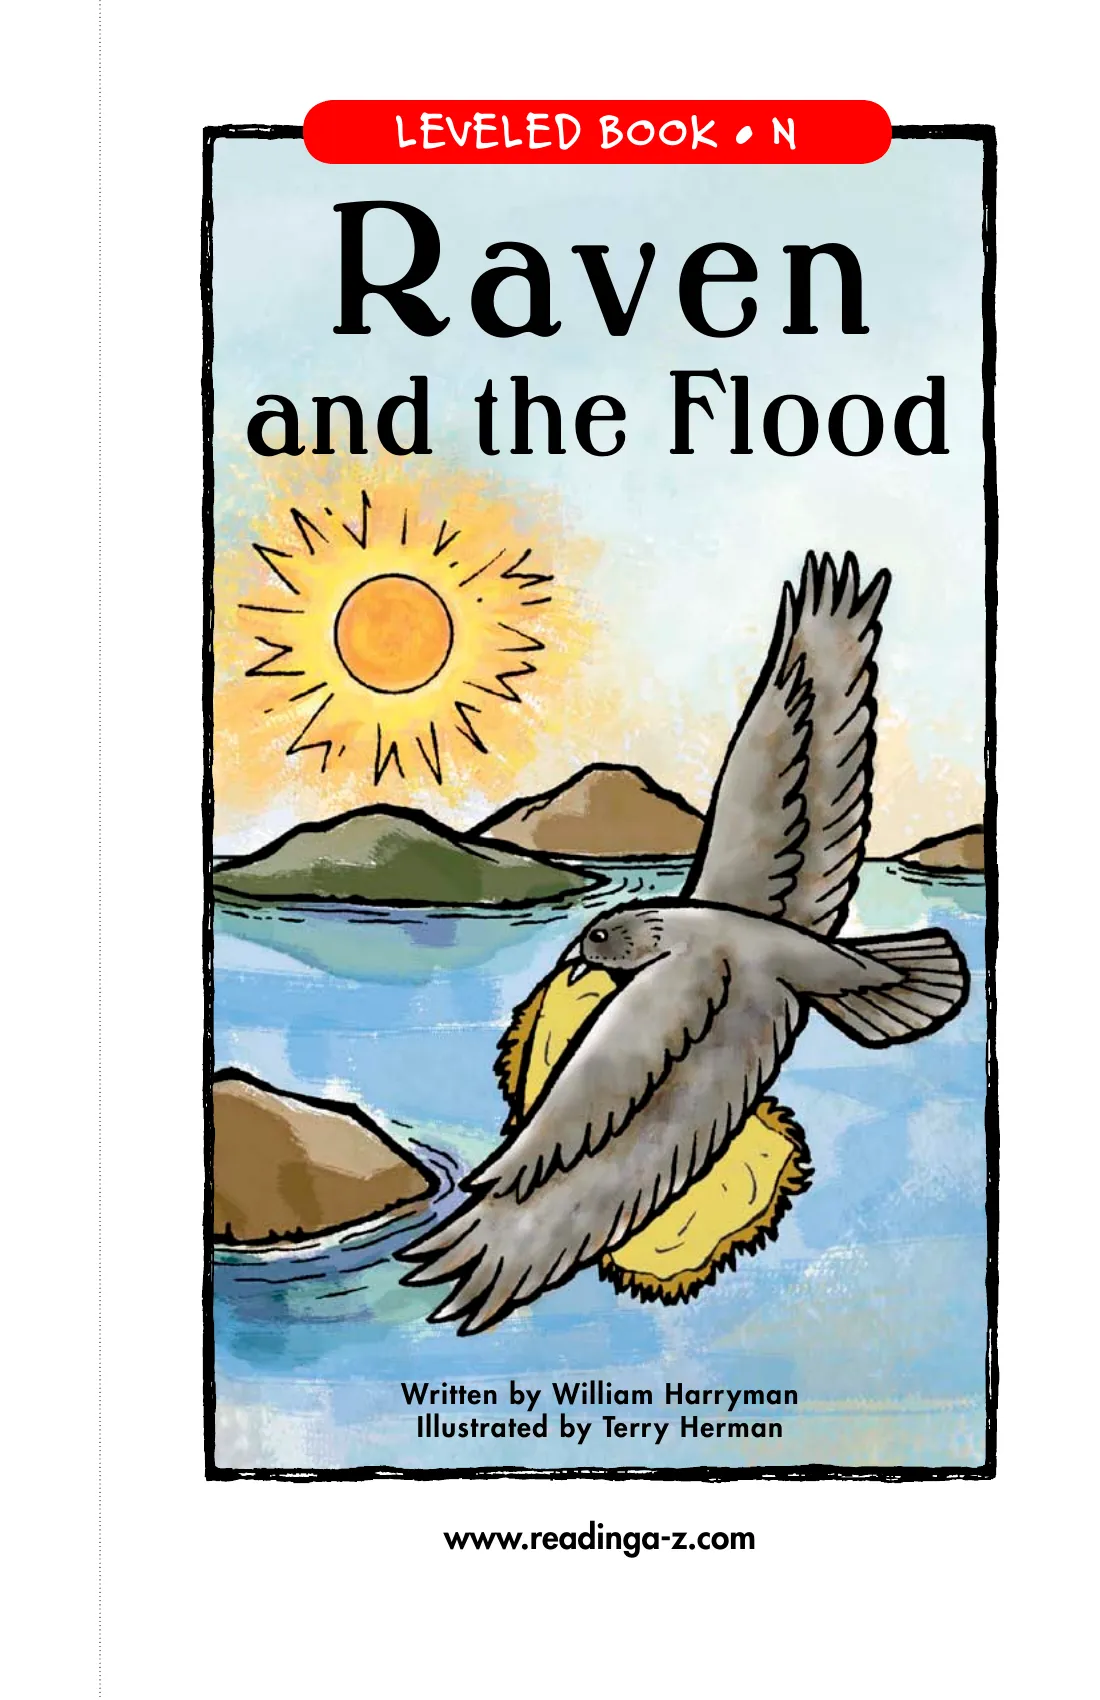 LEVELED BOOK • N
Raven
and the Flood
Written by William Harryman
Illustrated by Terry Herman
www.readinga-z.com